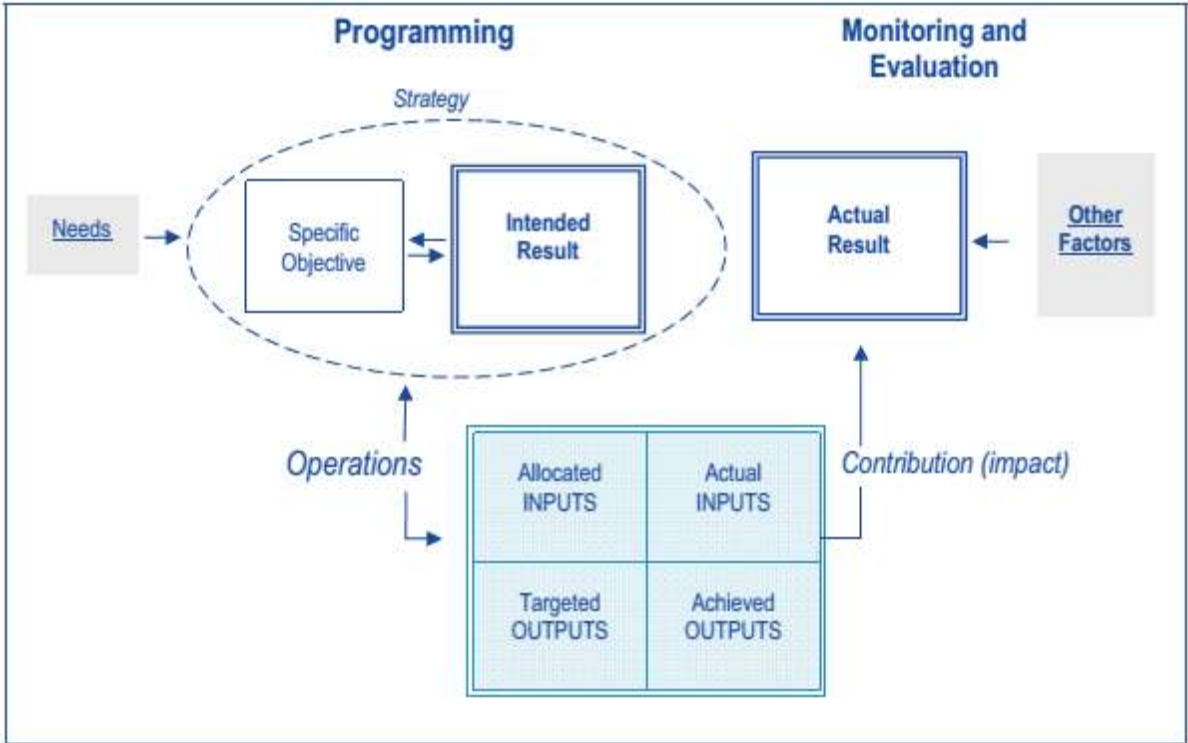 Programming
Monitoring and
Evaluation
Strategy
Needs
Specific
Objective
Intended
Result
Actual
Result
Other
Factors
Operations
Allocated
INPUTS
Actual
INPUTS
Contribution (impact)
Targeted
OUTPUTS
Achieved
OUTPUTS